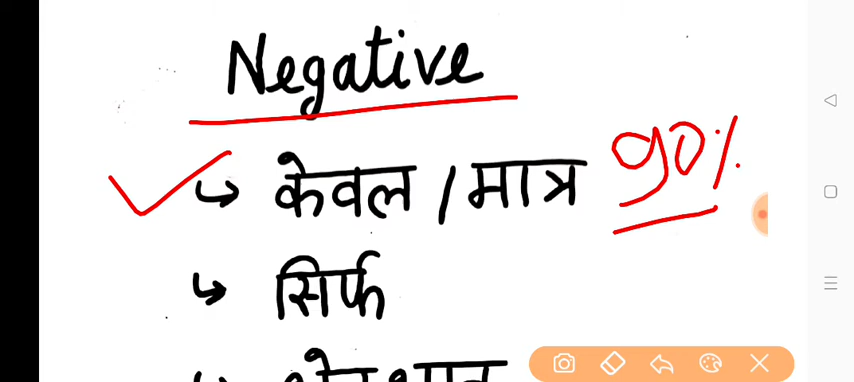 Negative
↳ केवल / मात्र 90%
↳ सिर्फ